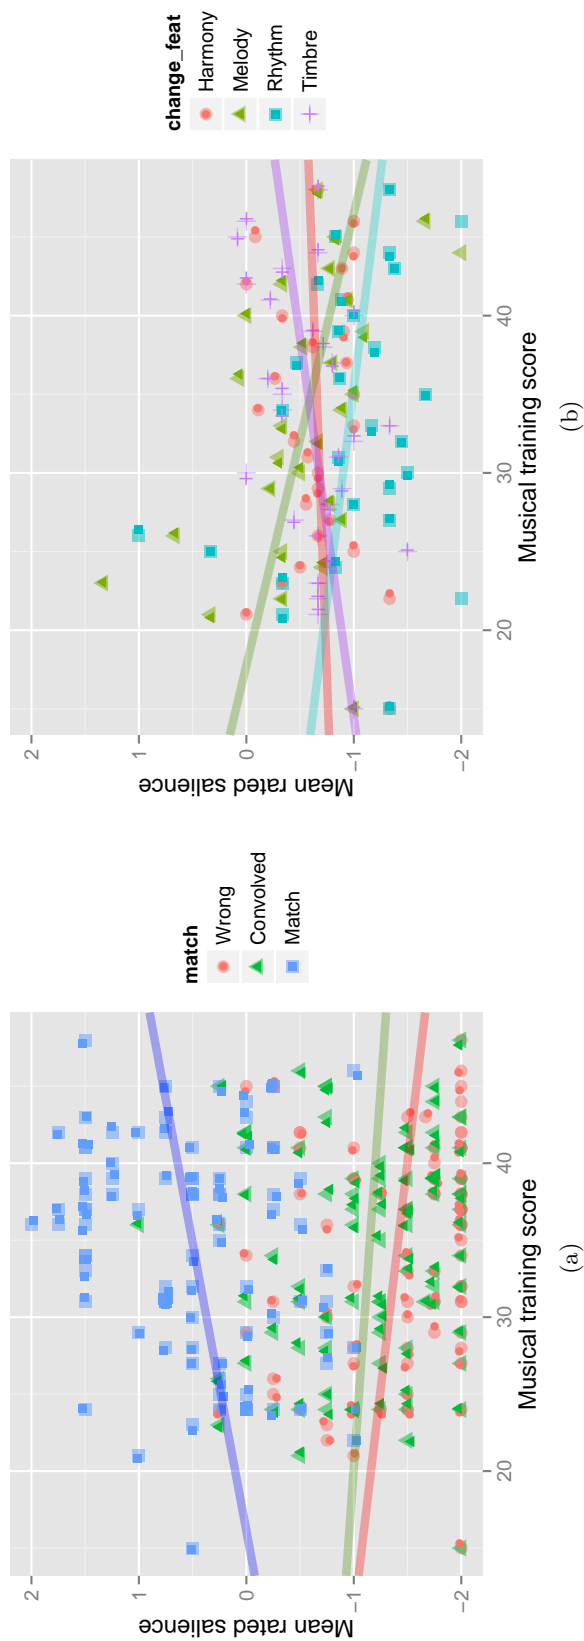 2
1
0
−1
−2
Mean rated salience
20
30
40
Musical training score
match
Wrong
Convolved
Match
(a)
2
1
0
−1
−2
Mean rated salience
20
30
40
Musical training score
change_feat
Harmony
Melody
Rhythm
Timbre
(b)